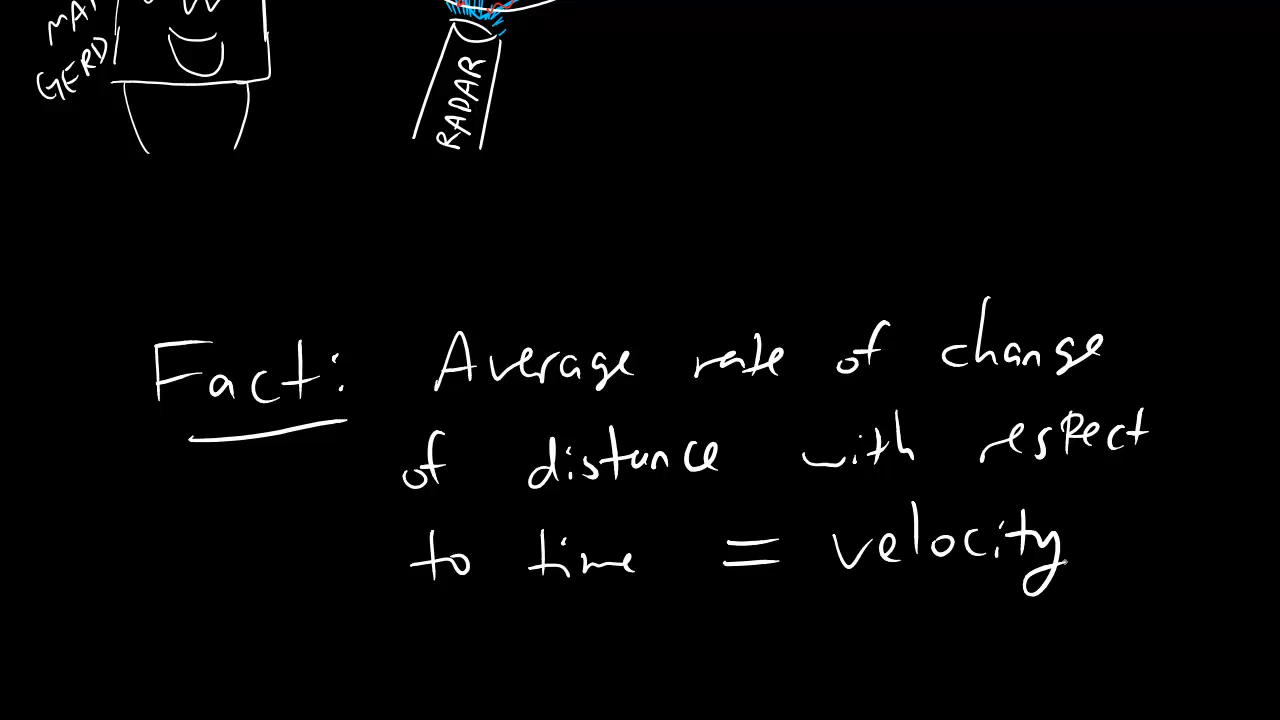 GERD
RADAR
Fact: Average rate of change
of distance with respect
to time = velocity